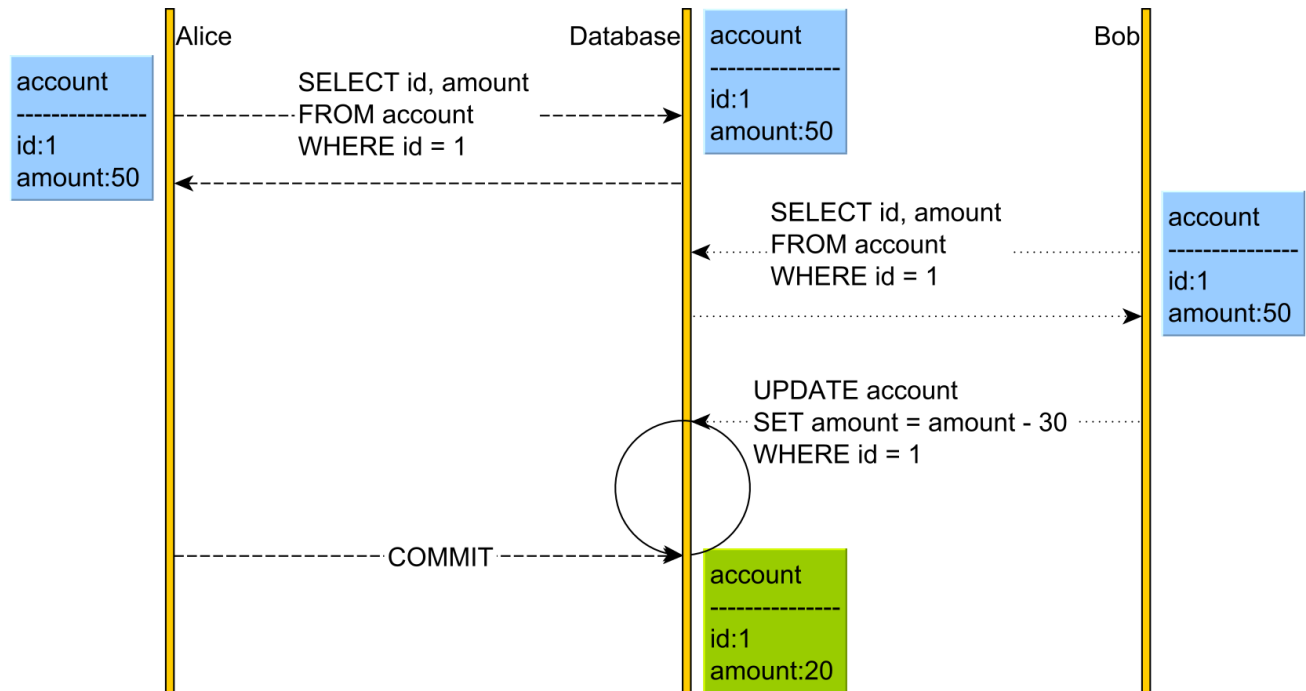 Alice
Database
account
---------------
id:1
amount:50
Bob
account
---------------
id:1
amount:50
SELECT id, amount
FROM account
WHERE id = 1
SELECT id, amount
FROM account
WHERE id = 1
account
---------------
id:1
amount:50
UPDATE account
SET amount = amount - 30
WHERE id = 1
COMMIT
account
---------------
id:1
amount:20